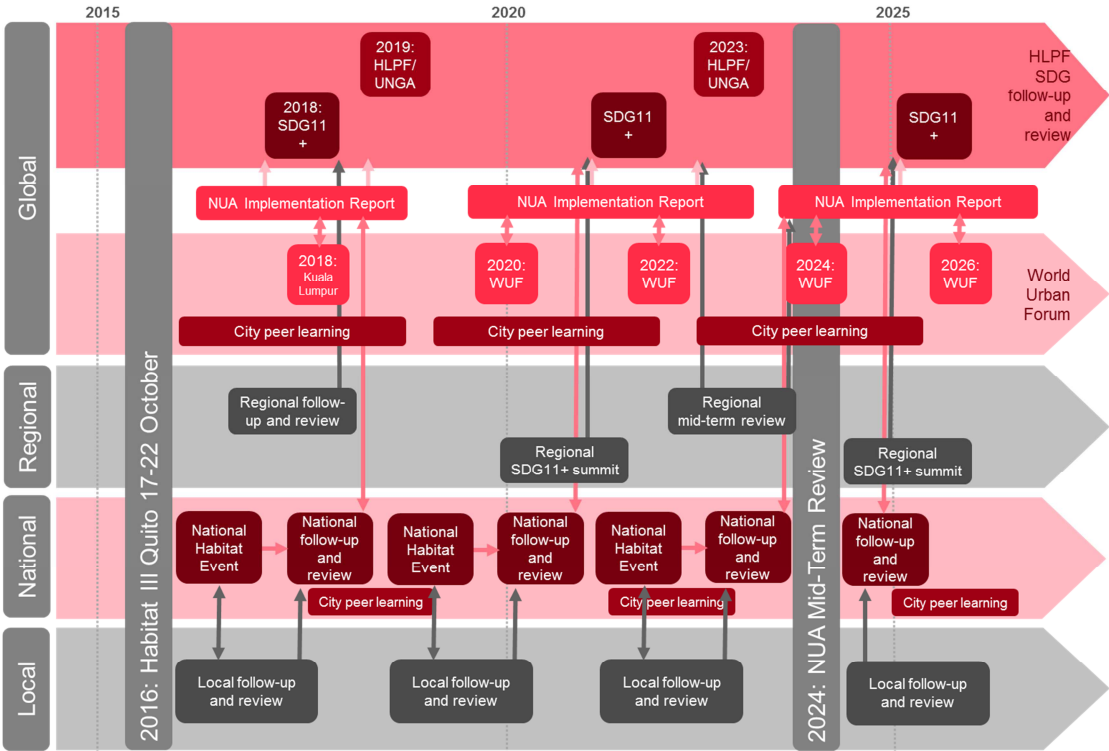 2015
2020
2025
Global
2016: Habitat III Quito 17-22 October
2024: NUA Mid-Term Review
2019:
HLPF/
UNGA
2023:
HLPF/
UNGA
HLPF
SDG
follow-up
and
review
2018:
SDG11
+
SDG11
+
SDG11
+
NUA Implementation Report
NUA Implementation Report
NUA Implementation Report
2018:
Kuala
Lumpur
2020:
WUF
2022:
WUF
2024:
WUF
2026:
WUF
World
Urban
Forum
City peer learning
City peer learning
City peer learning
Regional
Regional follow-
up and review
Regional
mid-term review
Regional
SDG11+ summit
Regional
SDG11+ summit
National
National
Habitat
Event
National
follow-up
and
review
National
Habitat
Event
National
follow-up
and
review
National
Habitat
Event
National
follow-up
and
review
National
follow-up
and
review
City peer learning
City peer learning
City peer learning
Local
Local follow-up
and review
Local follow-up
and review
Local follow-up
and review
Local follow-up
and review